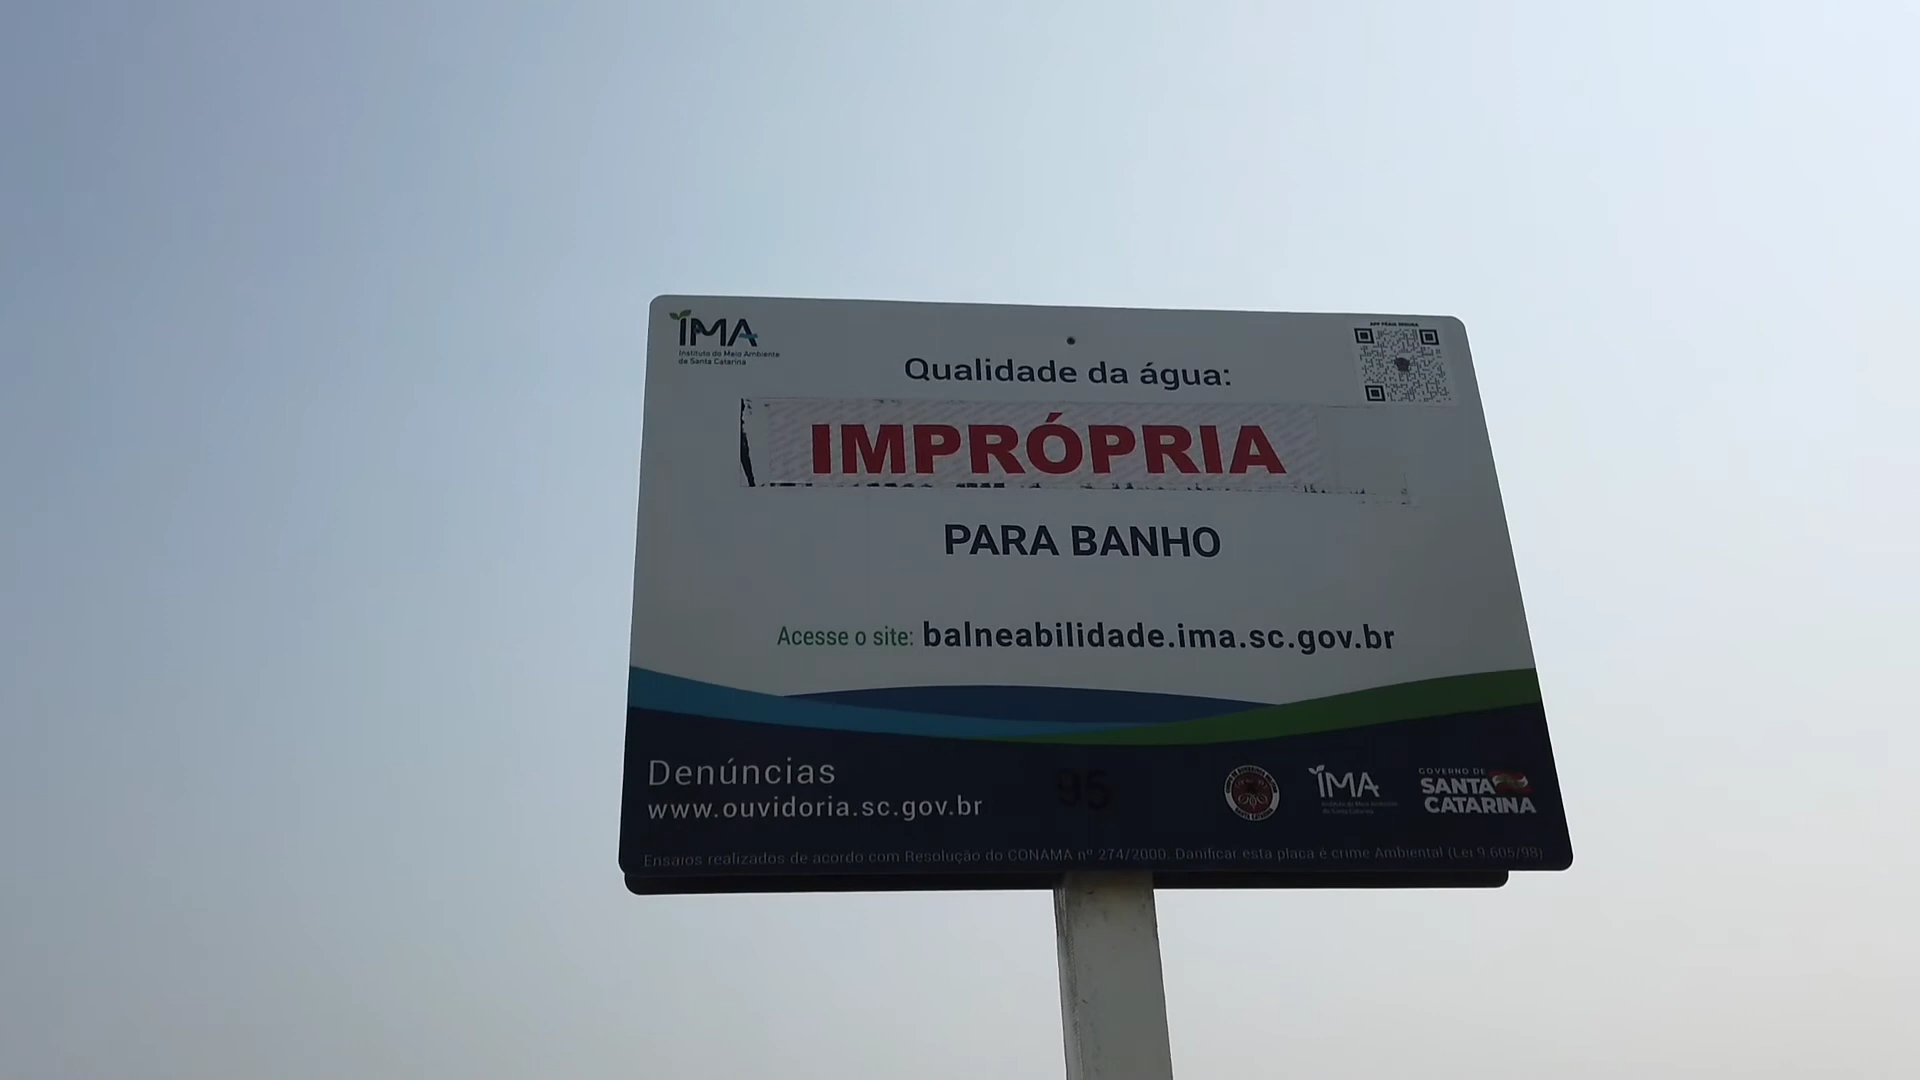 IMA
Instituto do Meio Ambiente
de Santa Catarina
Qualidade da água:
IMPRÓPRIA
PARA BANHO
Acesse o site: balneabilidade.ima.sc.gov.br
Denúncias
www.ouvidoria.sc.gov.br
95
IMA
GOVERNO DE
SANTA
CATARINA
Ensaios realizados de acordo com Resolução do CONAMA nº 274/2000. Danificar esta placa é crime Ambiental (Lei 9.605/98)